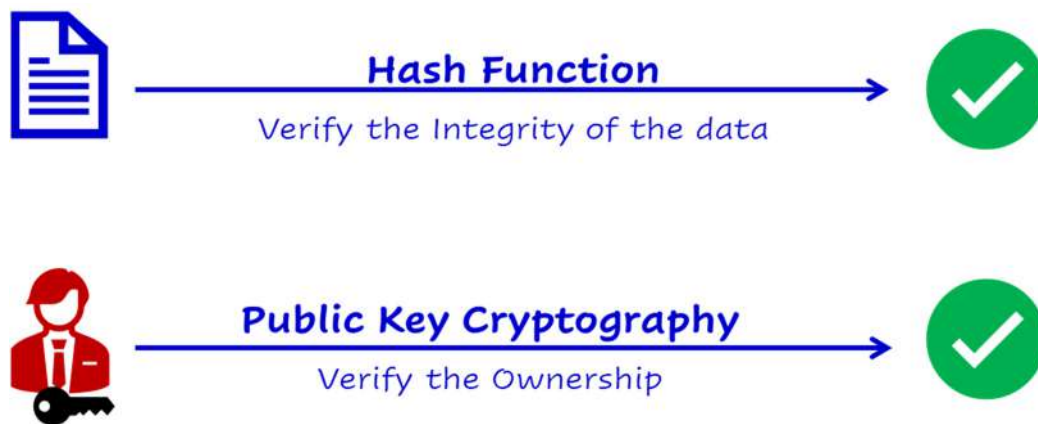 Hash Function
Verify the Integrity of the data
Public Key Cryptography
Verify the Ownership